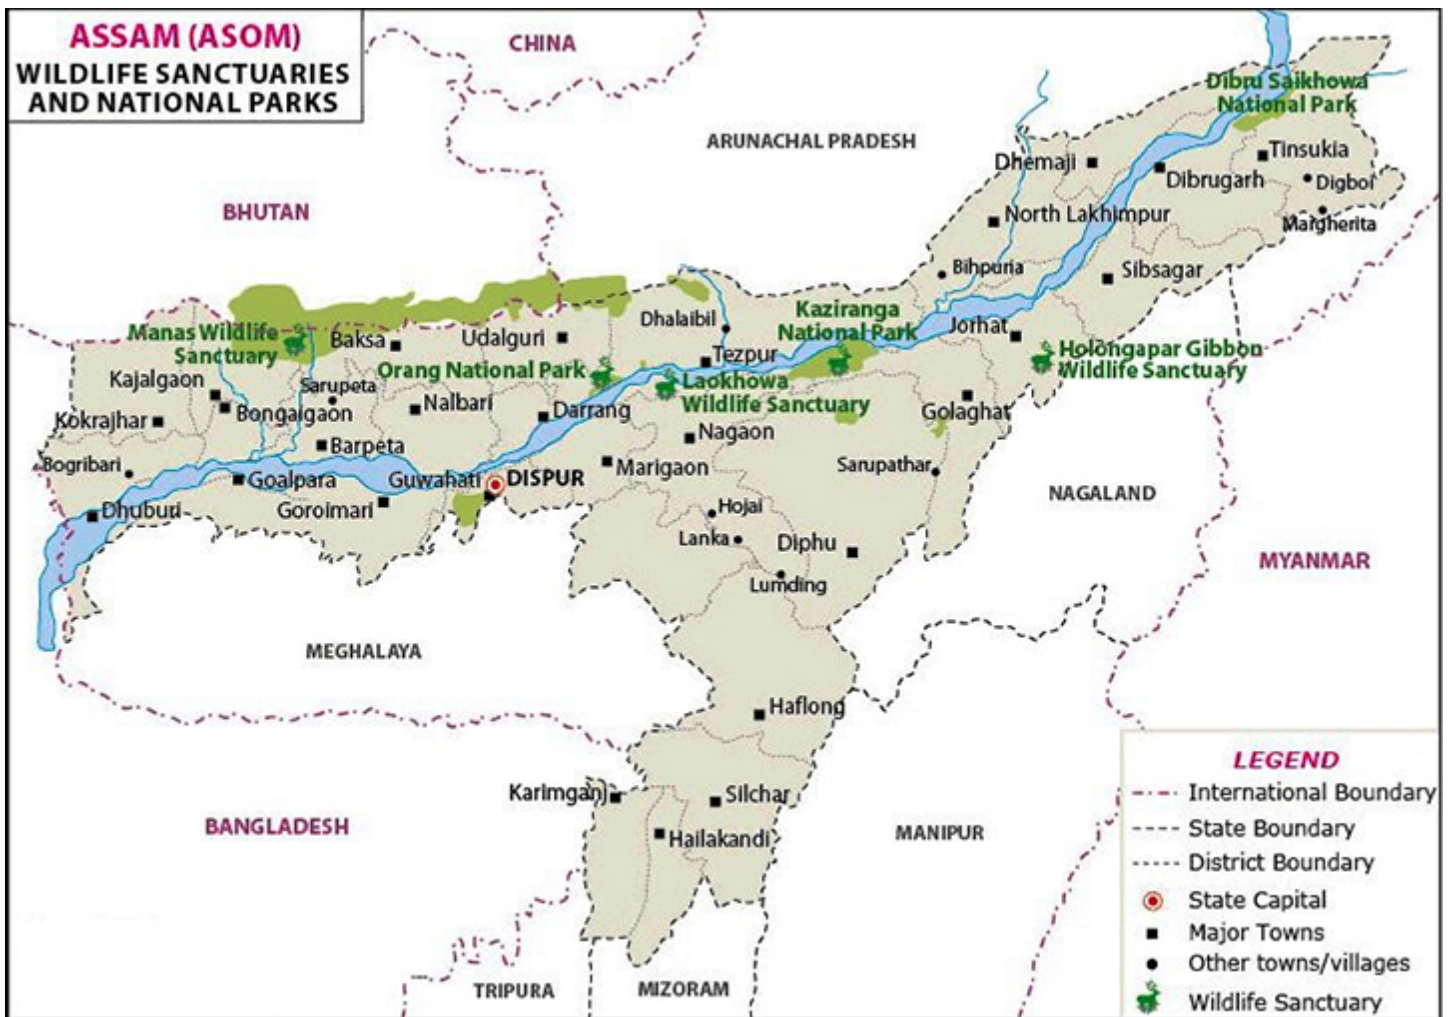 ASSAM (ASOM)
WILDLIFE SANCTUARIES
AND NATIONAL PARKS
CHINA
Dibru Saikhowa
National Park
ARUNACHAL PRADESH
Dhemaji
Tinsukia
Dibrugarh
Digboi
BHUTAN
North Lakhimpur
Margherita
Bihpuria
Sibsagar
Manas Wildlife
Sanctuary
Baksa
Udalguri
Dhalaibil
Kaziranga
National Park
Jorhat
Tezpur
Holongapar Gibbon
Wildlife Sanctuary
Orang National Park
Kajalgaon
Sarupeta
Laokhowa
Wildlife Sanctuary
Kokrajhar
Bongaigaon
Nalbari
Darrang
Golaghat
Barpeta
Nagaon
Bogribari
Goalpara
Guwahati
DISPUR
Marigaon
Sarupathar
NAGALAND
Dhuburi
Goroimari
Hojai
Lanka
Diphu
MYANMAR
Lumding
MEGHALAYA
Haflong
Karimganj
Silchar
Hailakandi
BANGLADESH
MANIPUR
TRIPURA
MIZORAM
LEGEND
International Boundary
State Boundary
District Boundary
State Capital
Major Towns
Other towns/villages
Wildlife Sanctuary